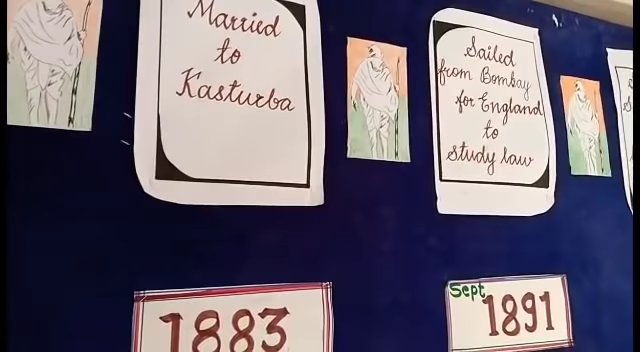 Married
to
Kasturba
Sailed
from Bombay
for England
to
study law
1883
Sept 1891